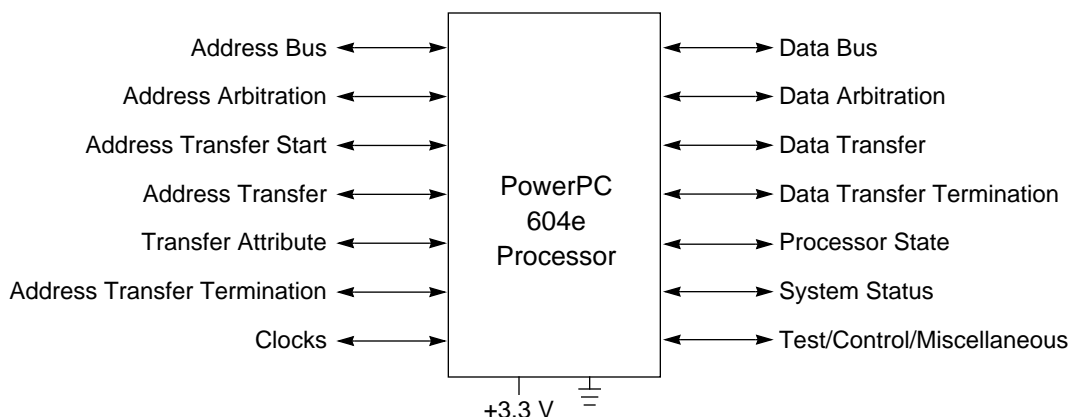 Address Bus
Address Arbitration
Address Transfer Start
Address Transfer
Transfer Attribute
Address Transfer Termination
Clocks
PowerPC
604e
Processor
Data Bus
Data Arbitration
Data Transfer
Data Transfer Termination
Processor State
System Status
Test/Control/Miscellaneous
+3.3 V